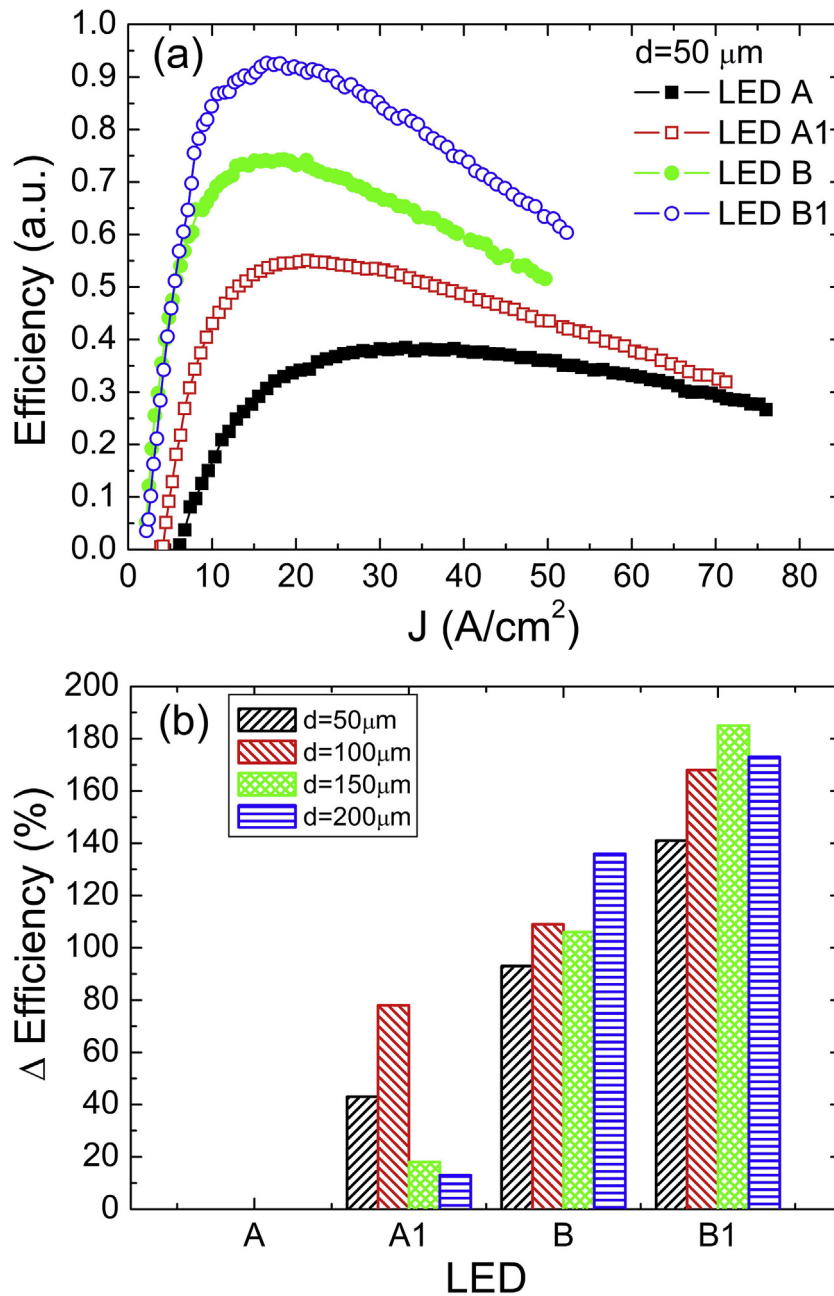 (a)
d=50 μm
LED A
LED A1
LED B
LED B1
Efficiency (a.u.)
1.0
0.9
0.8
0.7
0.6
0.5
0.4
0.3
0.2
0.1
0.0
0 10 20 30 40 50 60 70 80
J (A/cm²)
(b)
d=50μm
d=100μm
d=150μm
d=200μm
Δ Efficiency (%)
200
180
160
140
120
100
80
60
40
20
0
A A1 B B1
LED